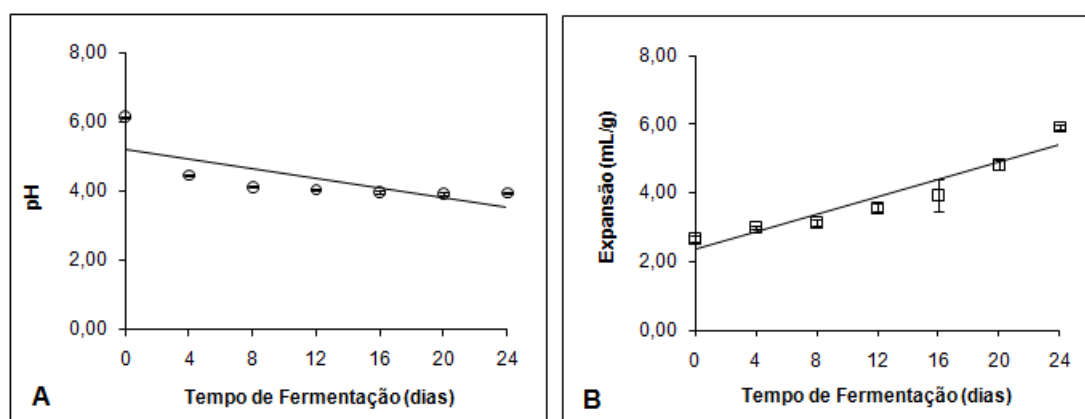 8,00
6,00
4,00
2,00
0,00
pH
0 4 8 12 16 20 24
Tempo de Fermentação (dias)
A
8,00
6,00
4,00
2,00
0,00
Expansão (mL/g)
0 4 8 12 16 20 24
Tempo de Fermentação (dias)
B